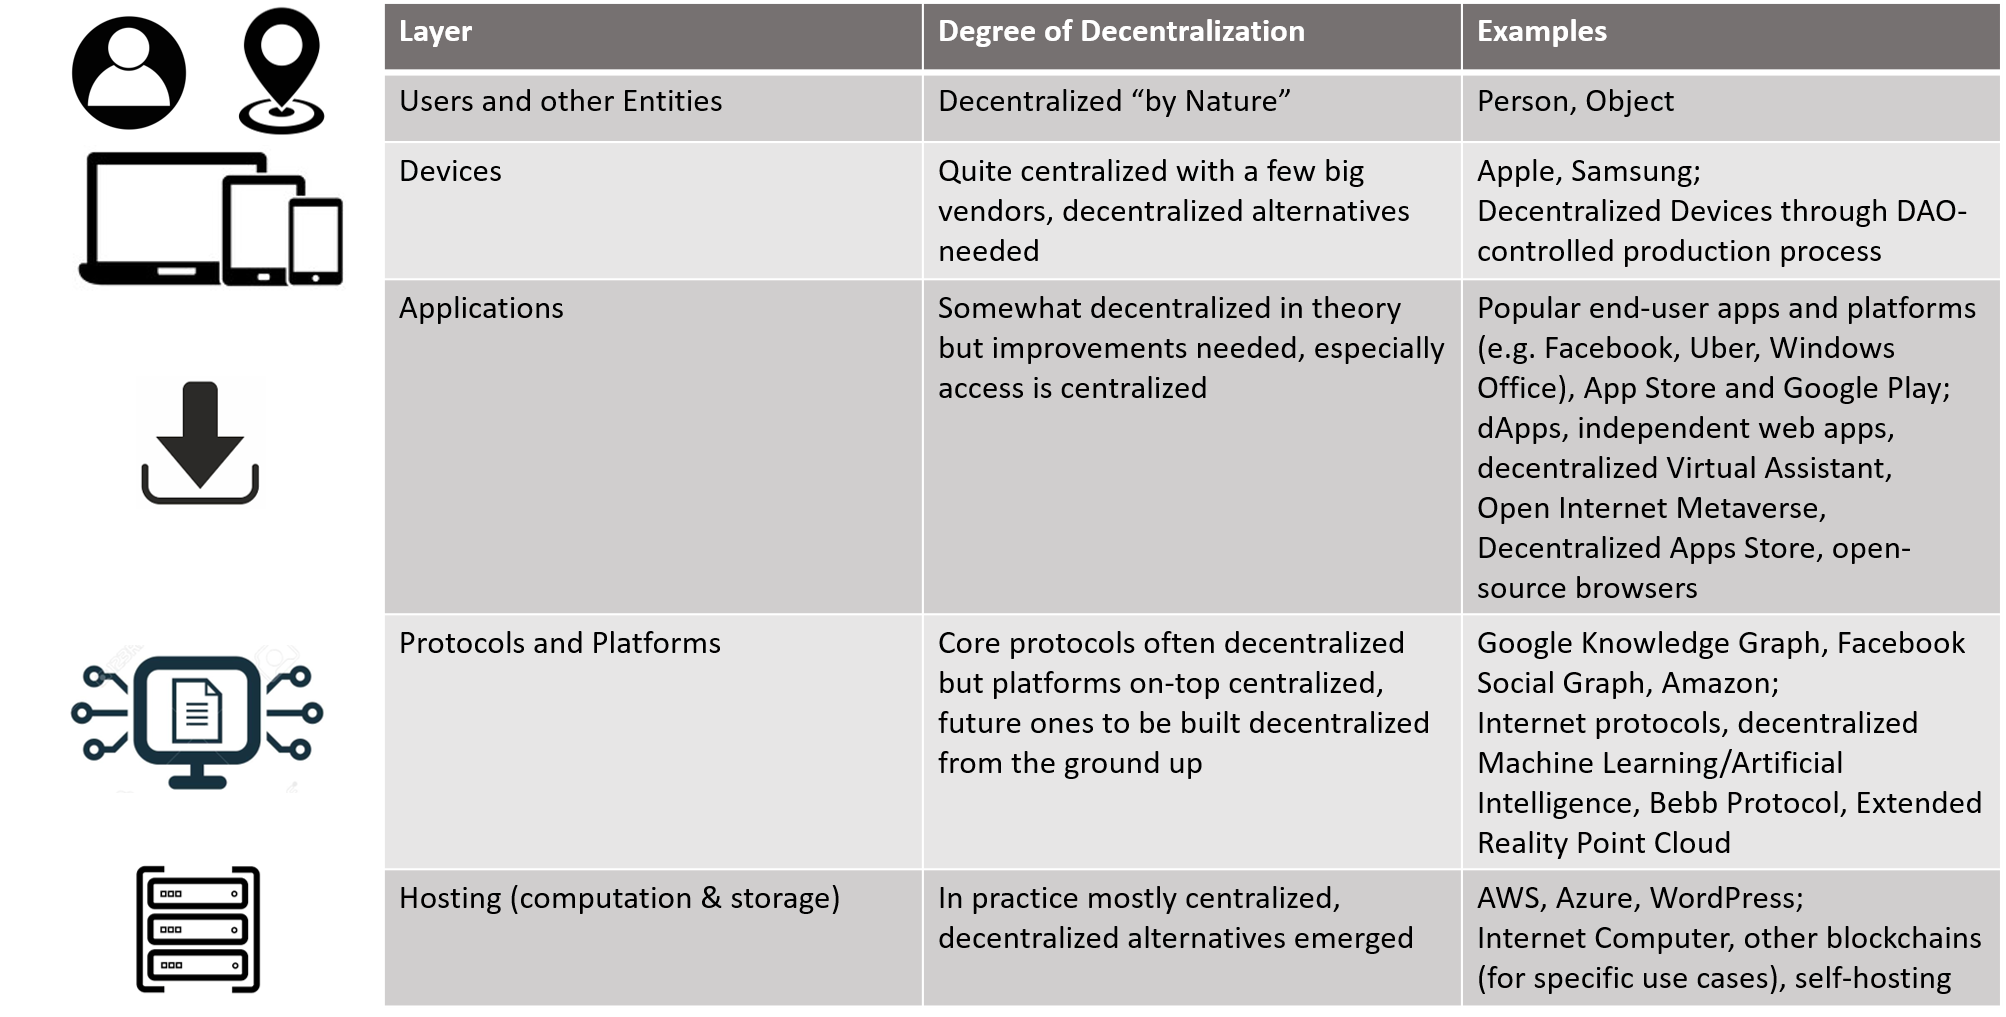 Layer
Degree of Decentralization
Examples
Users and other Entities
Decentralized “by Nature”
Person, Object
Devices
Quite centralized with a few big
vendors, decentralized alternatives
needed
Apple, Samsung;
Decentralized Devices through DAO-
controlled production process
Applications
Somewhat decentralized in theory
but improvements needed, especially
access is centralized
Popular end-user apps and platforms
(e.g. Facebook, Uber, Windows
Office), App Store and Google Play;
dApps, independent web apps,
decentralized Virtual Assistant,
Open Internet Metaverse,
Decentralized Apps Store, open-
source browsers
Protocols and Platforms
Core protocols often decentralized
but platforms on-top centralized,
future ones to be built decentralized
from the ground up
Google Knowledge Graph, Facebook
Social Graph, Amazon;
Internet protocols, decentralized
Machine Learning/Artificial
Intelligence, Bebb Protocol, Extended
Reality Point Cloud
Hosting (computation & storage)
In practice mostly centralized,
decentralized alternatives emerged
AWS, Azure, WordPress;
Internet Computer, other blockchains
(for specific use cases), self-hosting